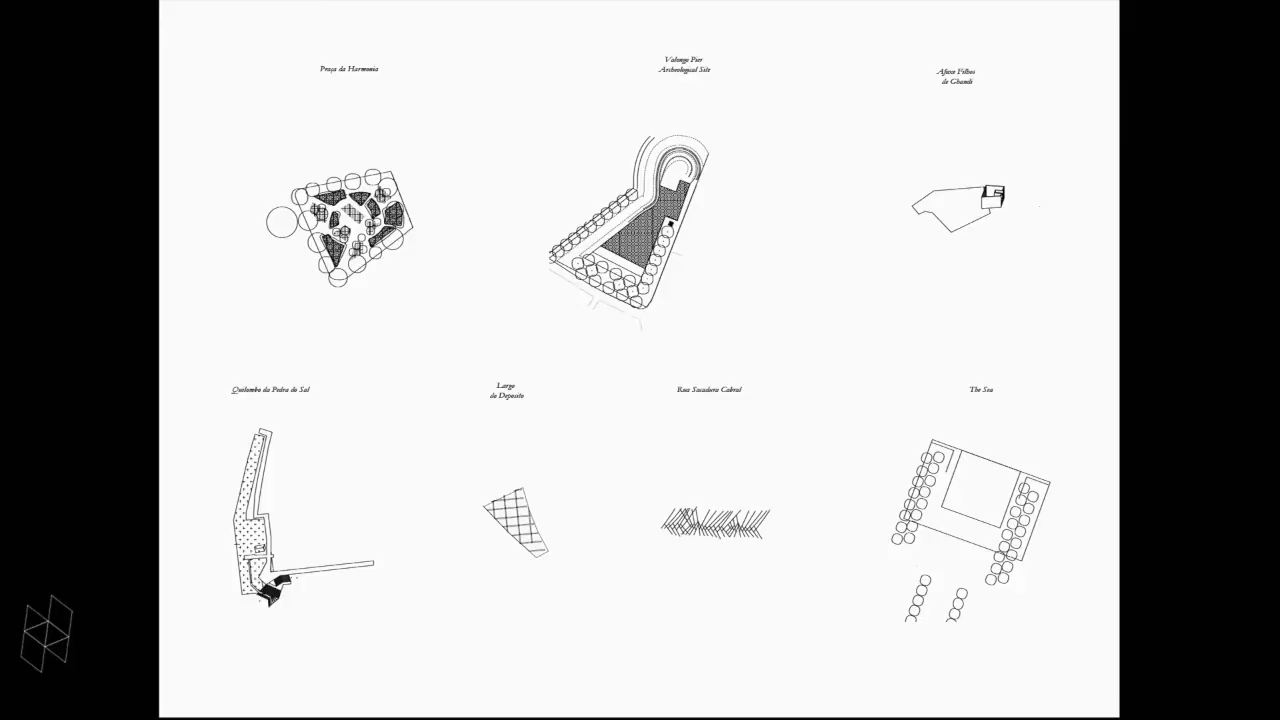 Praça da Harmonia
Valongo Pier
Archeological Site
Afoxe Filhos
de Ghandi
Quilombo da Pedra do Sal
Largo
do Deposito
Rua Sacadura Cabral
The Sea